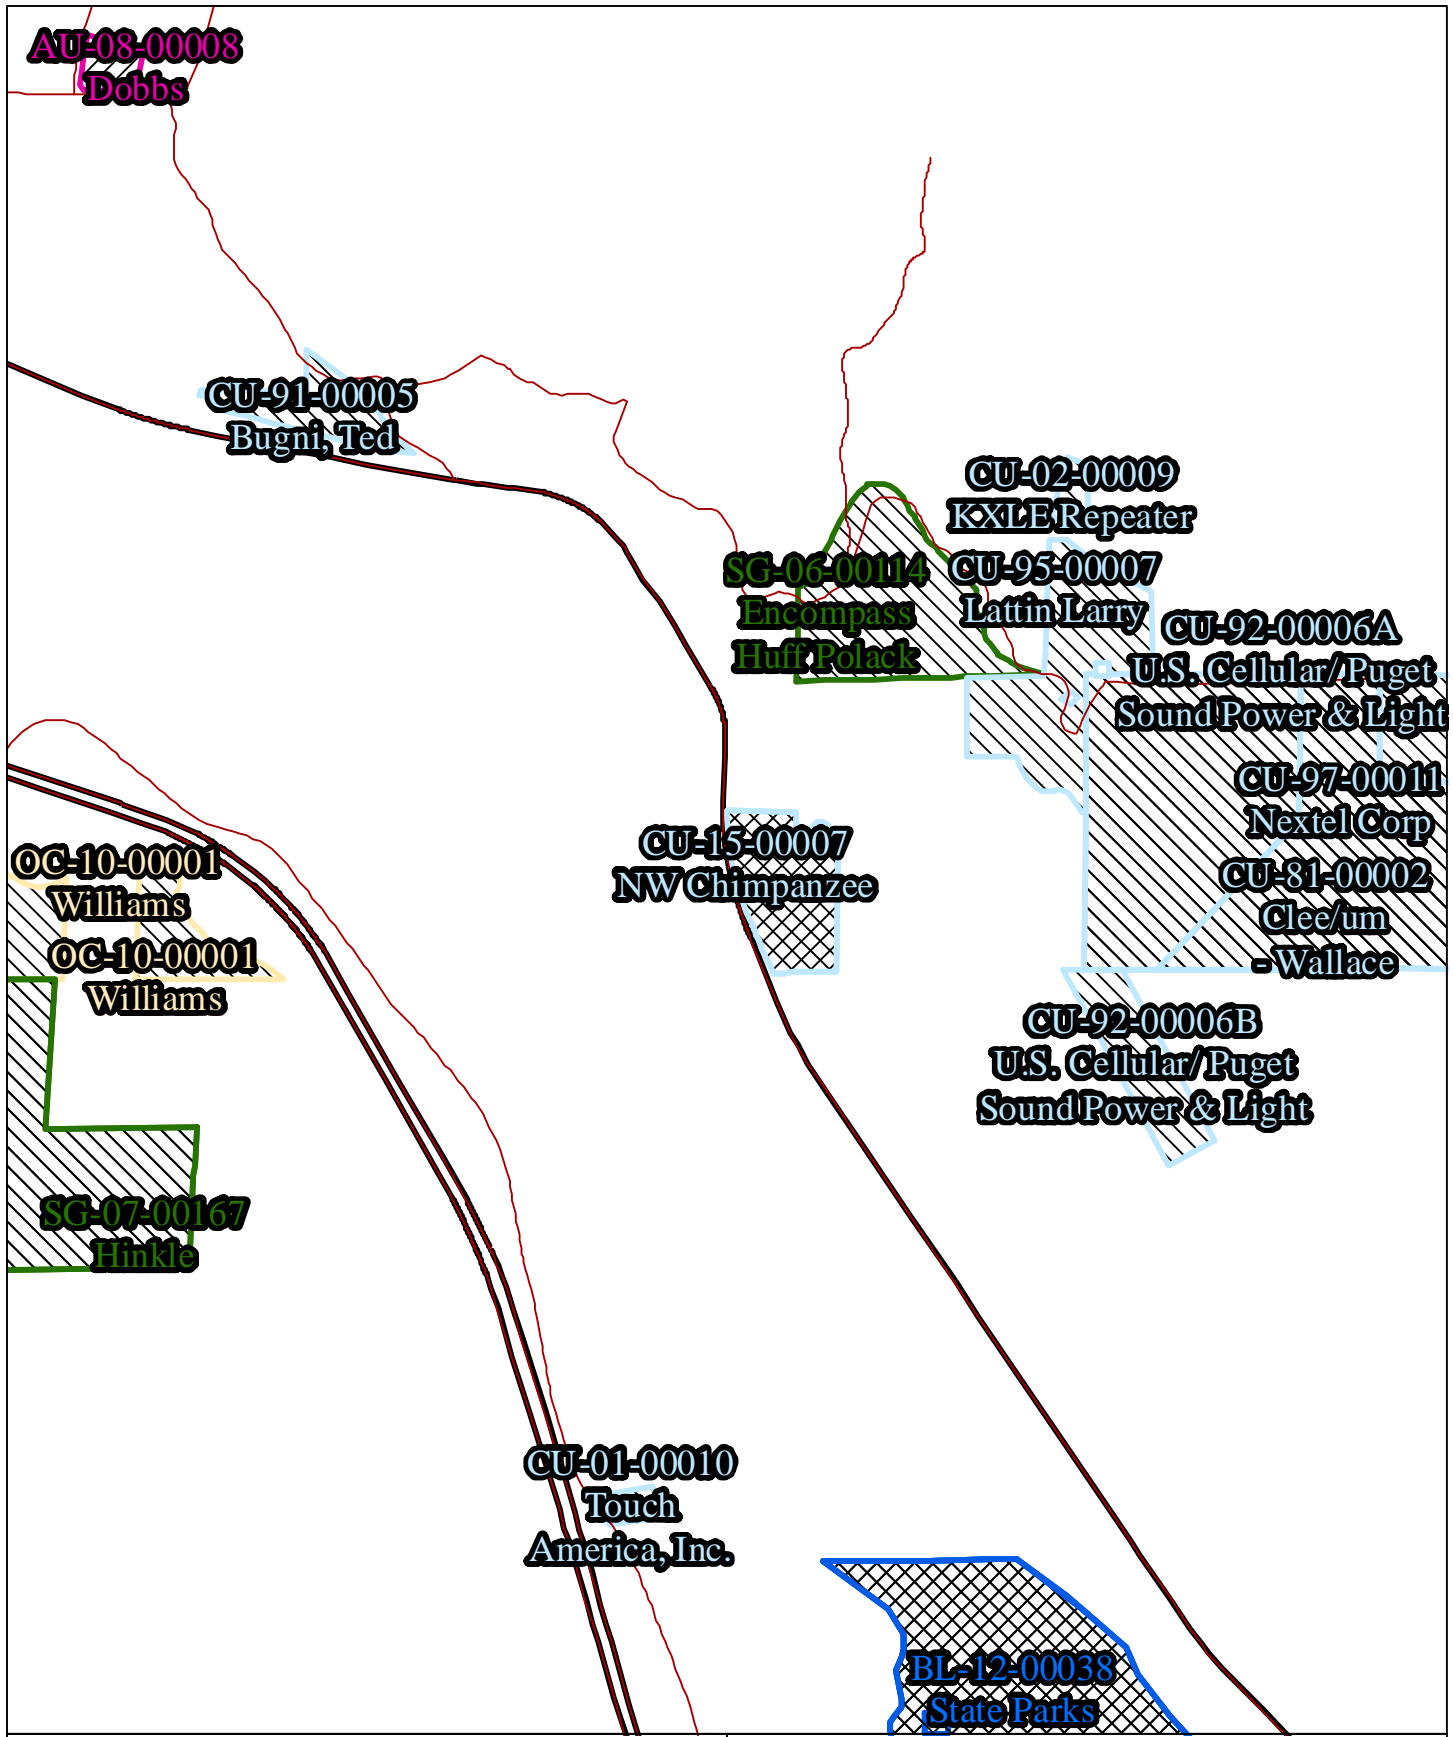 AU-08-00008
Dobbs
CU-91-00005
Bugni, Ted
CU-02-00009
KXLE Repeater
SG-06-00114
Encompass
Huff Polack
CU-95-00007
Lattin Larry
CU-92-00006A
U.S. Cellular/ Puget
Sound Power & Light
CU-97-00011
Nextel Corp
CU-15-00007
NW Chimpanzee
OC-10-00001
Williams
CU-81-00002
Clee/um
- Wallace
OC-10-00001
Williams
CU-92-00006B
U.S. Cellular/ Puget
Sound Power & Light
SG-07-00167
Hinkle
CU-01-00010
Touch
America, Inc.
BL-12-00038
State Parks